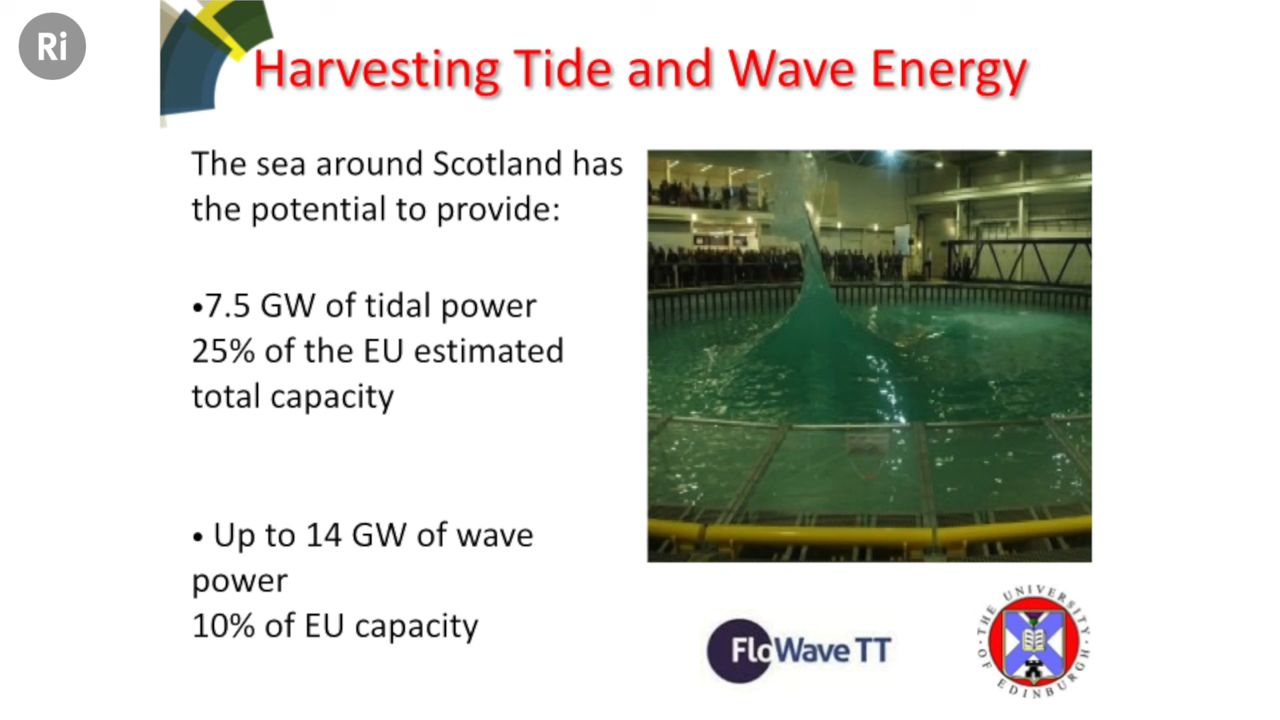 Ri
Harvesting Tide and Wave Energy
The sea around Scotland has
the potential to provide:
•7.5 GW of tidal power
25% of the EU estimated
total capacity
• Up to 14 GW of wave
power
10% of EU capacity
FloWave TT
THE UNIVERSITY OF EDINBURGH